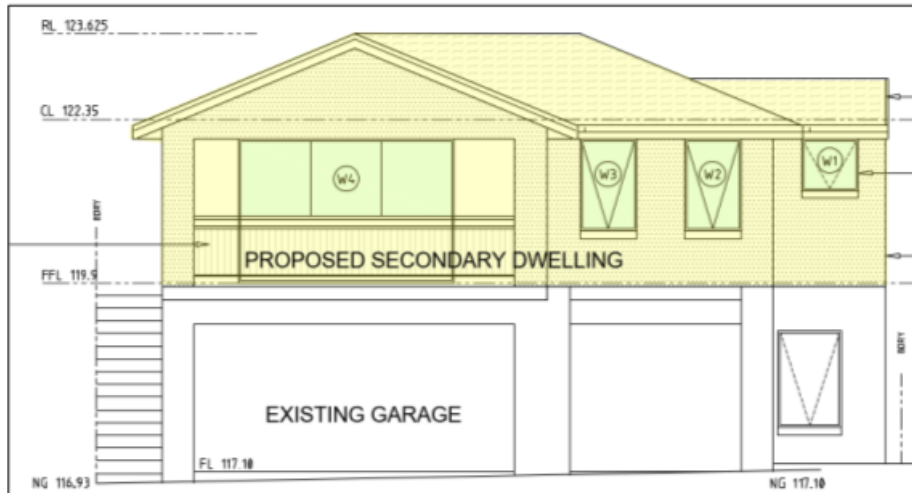 RL 123.625
CL 122.35
W1
W4
W3
W2
BDRY
PROPOSED SECONDARY DWELLING
FFL 119.9
BDRY
EXISTING GARAGE
FL 117.10
NG 116.93
NG 117.10